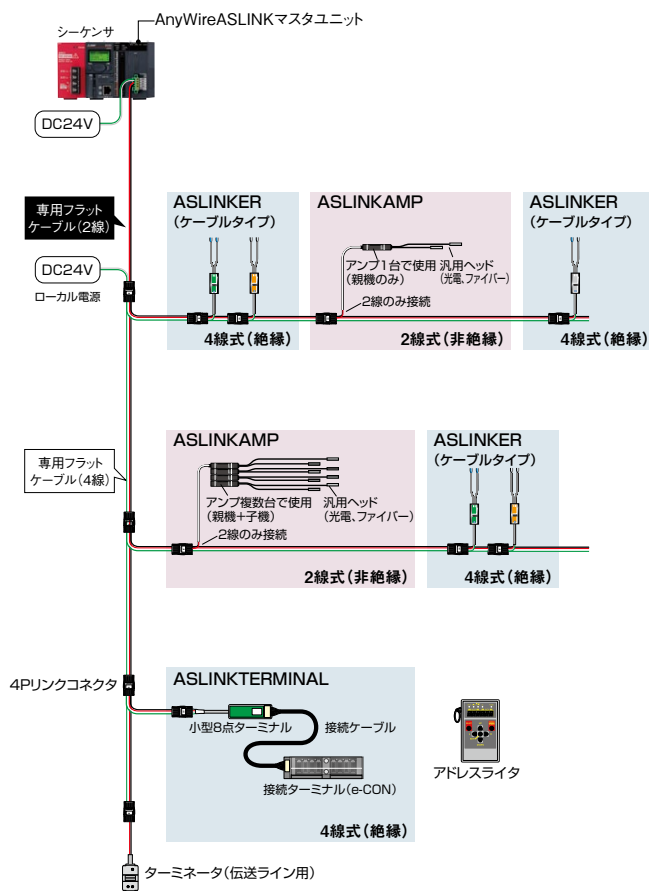 AnyWireASLINKマスタユニット
シーケンサ
DC24V
専用フラット
ケーブル(2線)
DC24V
ローカル電源
ASLINKER
(ケーブルタイプ)
4線式(絶縁)
ASLINKAMP
アンプ1台で使用
(親機のみ)
汎用ヘッド
(光電、ファイバー)
2線のみ接続
2線式(非絶縁)
ASLINKER
(ケーブルタイプ)
4線式(絶縁)
専用フラット
ケーブル(4線)
ASLINKAMP
アンプ複数台で使用
(親機+子機)
汎用ヘッド
(光電、ファイバー)
2線のみ接続
2線式(非絶縁)
ASLINKER
(ケーブルタイプ)
4線式(絶縁)
4Pリンクコネクタ
ASLINKTERMINAL
小型8点ターミナル
接続ケーブル
接続ターミナル(e-CON)
4線式(絶縁)
アドレスライタ
ターミネータ(伝送ライン用)